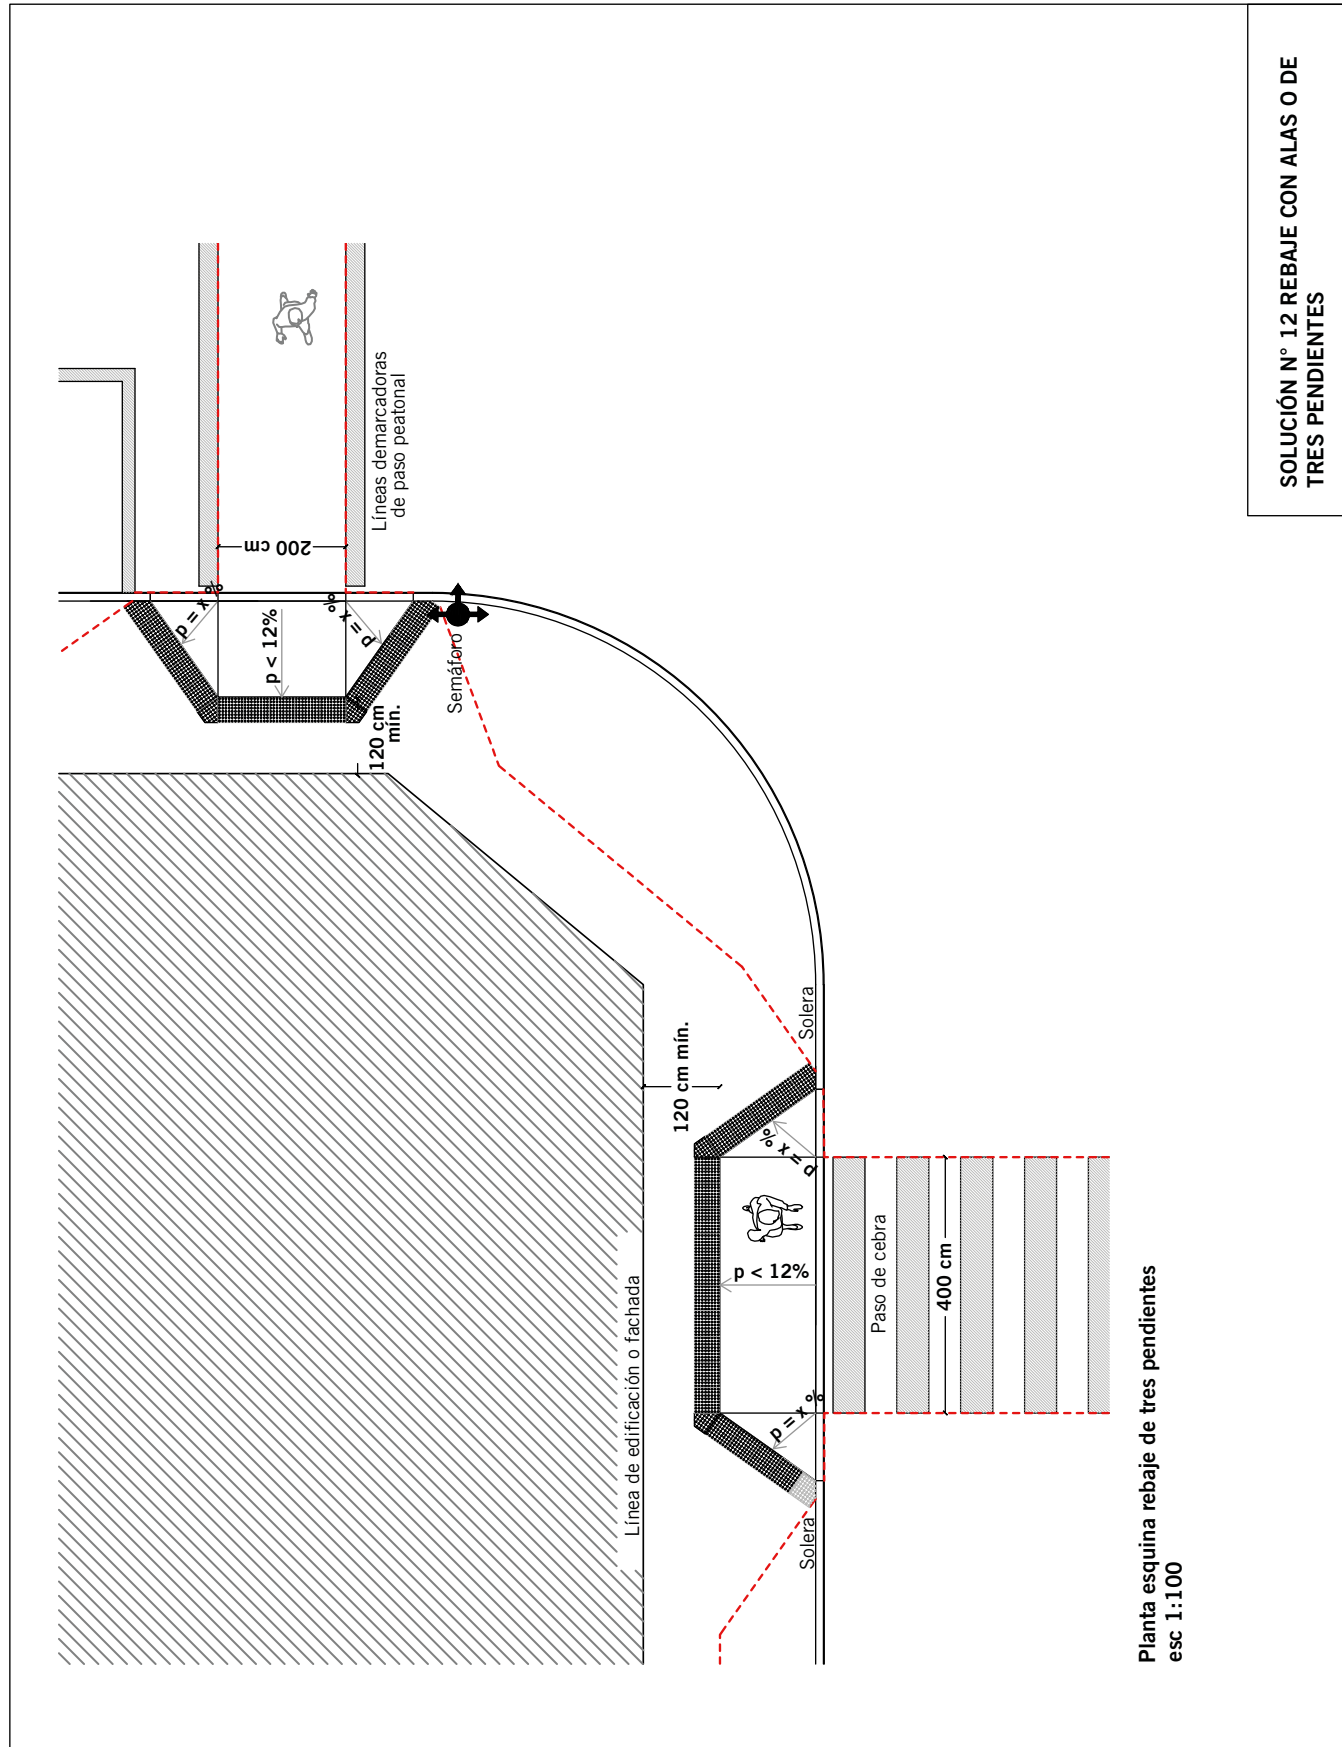 SOLUCIÓN N° 12 REBAJE CON ALAS O DE
TRES PENDIENTES
Líneas demarcadoras
de paso peatonal
200 cm
p = x %
p < 12%
p = x %
120 cm
mín.
Semáforo
Línea de edificación o fachada
120 cm mín.
Solera
p = x %
p < 12%
p = x %
Solera
Paso de cebra
400 cm
Planta esquina rebaje de tres pendientes
esc 1:100